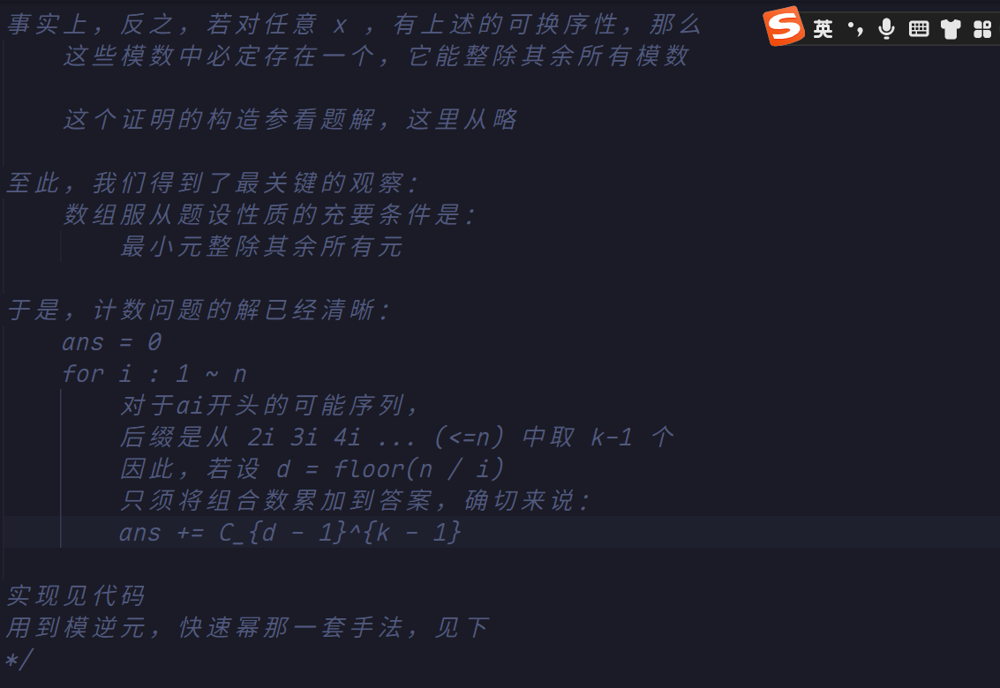 事实上，反之，若对任意 x ，有上述的可换序性，那么
这些模数中必定存在一个，它能整除其余所有模数
这个证明的构造参看题解，这里从略
至此，我们得到了最关键的观察：
数组服从题设性质的充要条件是：
最小元整除其余所有元
于是，计数问题的解已经清晰：
ans = 0
for i : 1 ~ n
对于ai开头的可能序列，
后缀是从 2i 3i 4i ... (<=n) 中取 k-1 个
因此，若设 d = floor(n / i)
只须将组合数累加到答案，确切来说：
ans += C_{d - 1}^{k - 1}
实现见代码
用到模逆元，快速幂那一套手法，见下
*/
S 英 •,